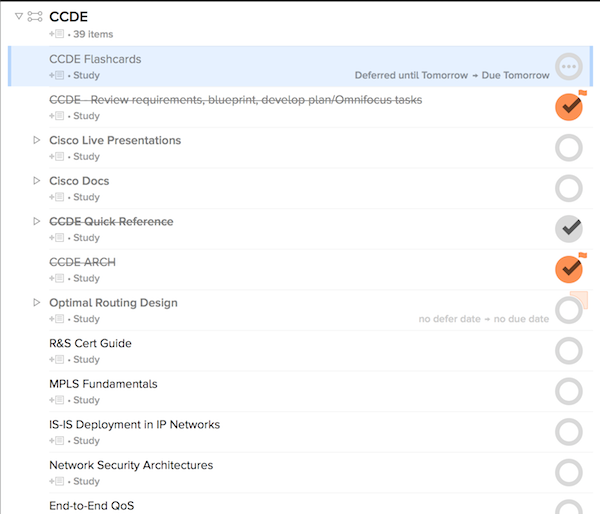 CCDE
• 39 items
CCDE Flashcards
• Study
Deferred until Tomorrow → Due Tomorrow
CCDE - Review requirements, blueprint, develop plan/Omnifocus tasks
• Study
Cisco Live Presentations
• Study
Cisco Docs
• Study
CCDE Quick Reference
• Study
CCDE ARCH
• Study
Optimal Routing Design
• Study
no defer date → no due date
R&S Cert Guide
• Study
MPLS Fundamentals
• Study
IS-IS Deployment in IP Networks
• Study
Network Security Architectures
• Study
End-to-End QoS